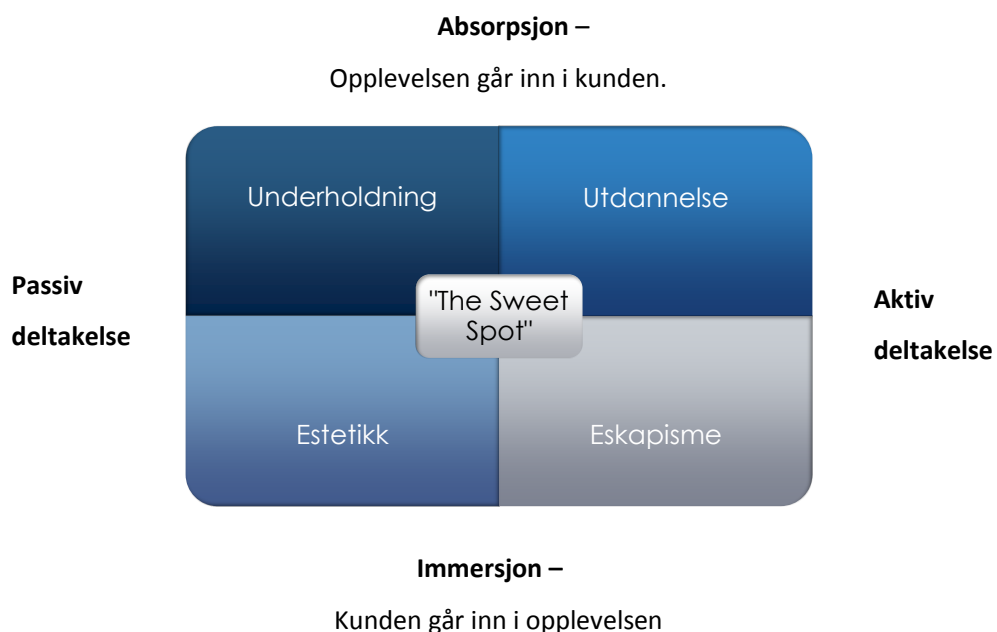 Absorpsjon –
Opplevelsen går inn i kunden.
Underholdning
Utdannelse
Passiv
deltakelse
"The Sweet
Spot"
Aktiv
deltakelse
Estetikk
Eskapisme
Immersjon –
Kunden går inn i opplevelsen